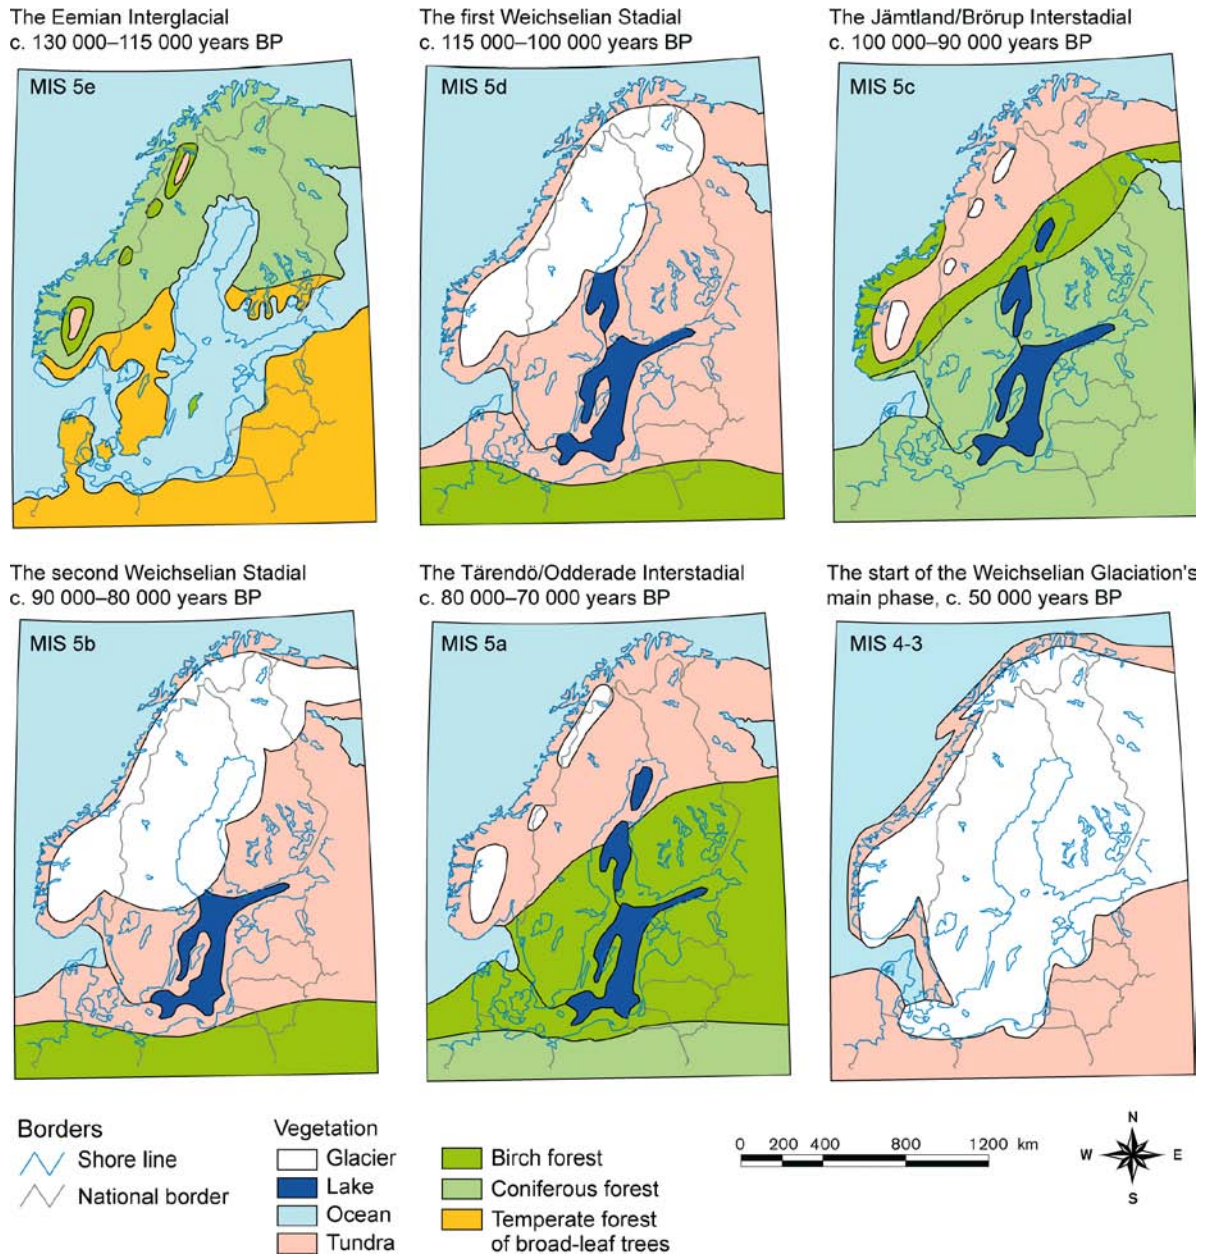 The Eemian Interglacial
c. 130 000–115 000 years BP
MIS 5e
The first Weichselian Stadial
c. 115 000–100 000 years BP
MIS 5d
The Jämtland/Brörup Interstadial
c. 100 000–90 000 years BP
MIS 5c
The second Weichselian Stadial
c. 90 000–80 000 years BP
MIS 5b
The Tärendö/Odderade Interstadial
c. 80 000–70 000 years BP
MIS 5a
The start of the Weichselian Glaciation's
main phase, c. 50 000 years BP
MIS 4-3
Borders
Shore line
National border
Vegetation
Glacier
Lake
Ocean
Tundra
Birch forest
Coniferous forest
Temperate forest
of broad-leaf trees
0 200 400 800 1200 km
N
W E
S